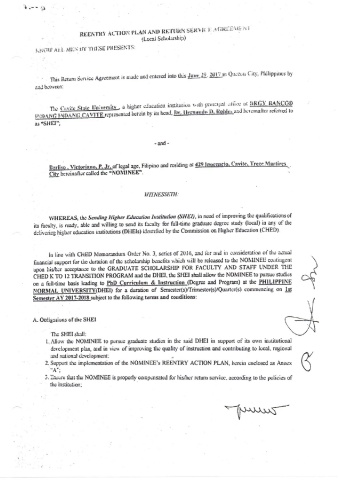 REENTRY ACTION PLAN AND RETURN SERVICE AGREEMENT
(Local Scholarship)
KNOW ALL MEN BY THESE PRESENTS:
This Return Service Agreement is made and entered into this June 25, 2017 in Quezon City, Philippines by
and between:
The Cavite State University, a higher education institution with principal office at BRGY BANCOD
INDANG INDANG CAVITE represented herein by its head, Dr. Hernando D. Robles and hereinafter referred to
as "SHEI",
- and -
Victoriano, P. Jr. of legal age, Filipino and residing at 439 Cavite, Trece Martires
City hereinafter called the "NOMINEE".
WITNESSETH:
WHEREAS, the Sending Higher Education Institution (SHEI), in need of improving the qualifications of
its faculty, is ready, able and willing to send its faculty for full-time graduate degree study (local) in any of the
delivering higher education institutions (DHEIs) identified by the Commission on Higher Education (CHED)
In line with CHED Memorandum Order No. 3, series of 2016, and for and in consideration of the actual
financial support for the duration of the scholarship benefits which will be released to the NOMINEE contingent
upon his/her acceptance to the GRADUATE SCHOLARSHIP FOR FACULTY AND STAFF UNDER THE
CHED K TO 12 TRANSITION PROGRAM and the DHEI, the SHEI shall allow the NOMINEE to pursue studies
on a full-time basis leading to PhD Curriculum & Instruction (Degree and Program) at the PHILIPPINE
NORMAL UNIVERSITY(DHEI) for a duration of Semester(s)/Trimester(s)/Quarter(s) commencing on 1st
Semester AY 2017-2018 subject to the following terms and conditions:
A. Obligations of the SHEI
The SHEI shall:
1. Allow the NOMINEE to pursue graduate studies in the said DHEI in support of its own institutional
development plan, and in view of improving the quality of instruction and contributing to local, regional
and national development;
2. Support the implementation of the NOMINEE's REENTRY ACTION PLAN, herein enclosed as Annex
"A";
3. Ensure that the NOMINEE is properly compensated for his/her return service, according to the policies of
the institution;